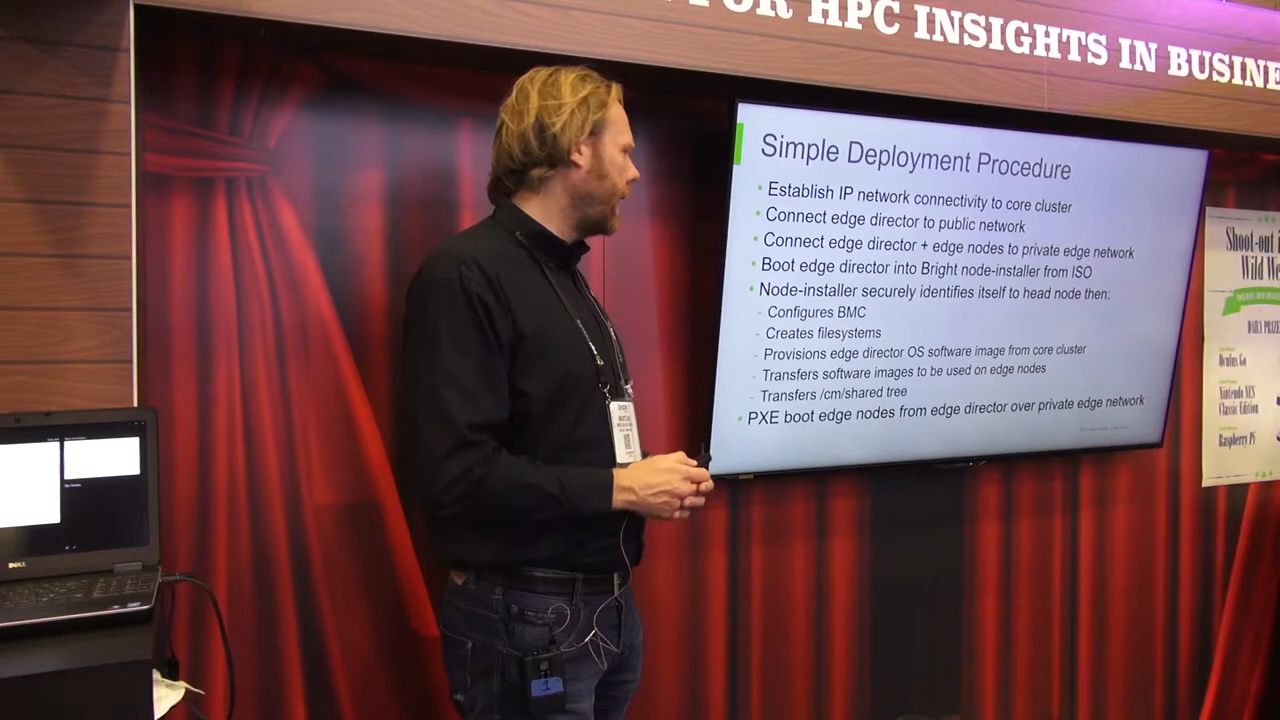 FOR HPC INSIGHTS IN BUSINE
Simple Deployment Procedure
• Establish IP network connectivity to core cluster
• Connect edge director to public network
• Connect edge director + edge nodes to private edge network
• Boot edge director into Bright node-installer from ISO
• Node-installer securely identifies itself to head node then:
- Configures BMC
- Creates filesystems
- Provisions edge director OS software image from core cluster
- Transfers software images to be used on edge nodes
- Transfers /cm/shared tree
• PXE boot edge nodes from edge director over private edge network
Shoot-out
Wild We
DAILY PRIZE
Oculus Go
Nintendo NES
Classic Edition
Raspberry Pi
DELL
1